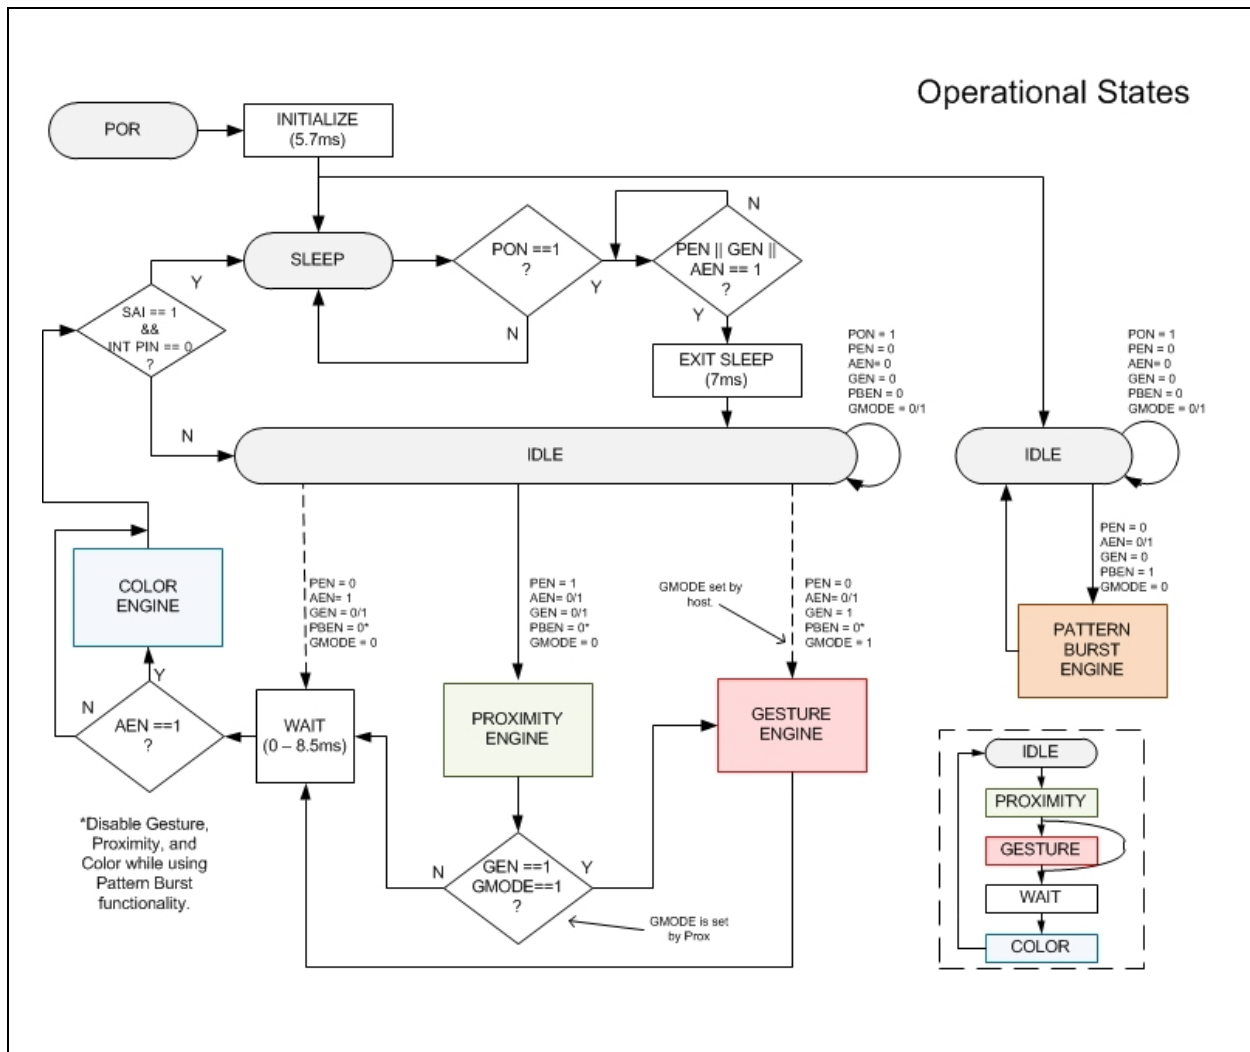 Operational States
POR
INITIALIZE
(5.7ms)
SLEEP
PON ==1
?
Y
N
PEN || GEN ||
AEN == 1
?
N
Y
EXIT SLEEP
(7ms)
SAI == 1
&&
INT PIN == 0
?
Y
N
IDLE
PON = 1
PEN = 0
AEN= 0
GEN = 0
PBEN = 0
GMODE = 0/1
IDLE
PON = 1
PEN = 0
AEN= 0
GEN = 0
PBEN = 0
GMODE = 0/1
PEN = 0
AEN= 0/1
GEN = 0
PBEN = 1
GMODE = 0
PATTERN
BURST
ENGINE
COLOR
ENGINE
PEN = 0
AEN= 1
GEN = 0/1
PBEN = 0*
GMODE = 0
PEN = 1
AEN= 0/1
GEN = 0/1
PBEN = 0*
GMODE = 0
GMODE set by
host.
PEN = 0
AEN= 0/1
GEN = 1
PBEN = 0*
GMODE = 1
AEN ==1
?
N
Y
WAIT
(0 – 8.5ms)
PROXIMITY
ENGINE
GESTURE
ENGINE
GEN ==1
GMODE==1
?
N
Y
GMODE is set
by Prox
*Disable Gesture,
Proximity, and
Color while using
Pattern Burst
functionality.
IDLE
PROXIMITY
GESTURE
WAIT
COLOR